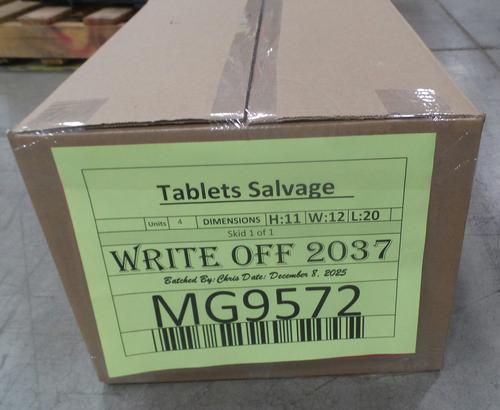 Tablets Salvage
Units 4 DIMENSIONS H:11 W:12 L:20
Skid 1 of 1
WRITE OFF 2037
Batched By: Chris Date: December 8, 2025
MG9572